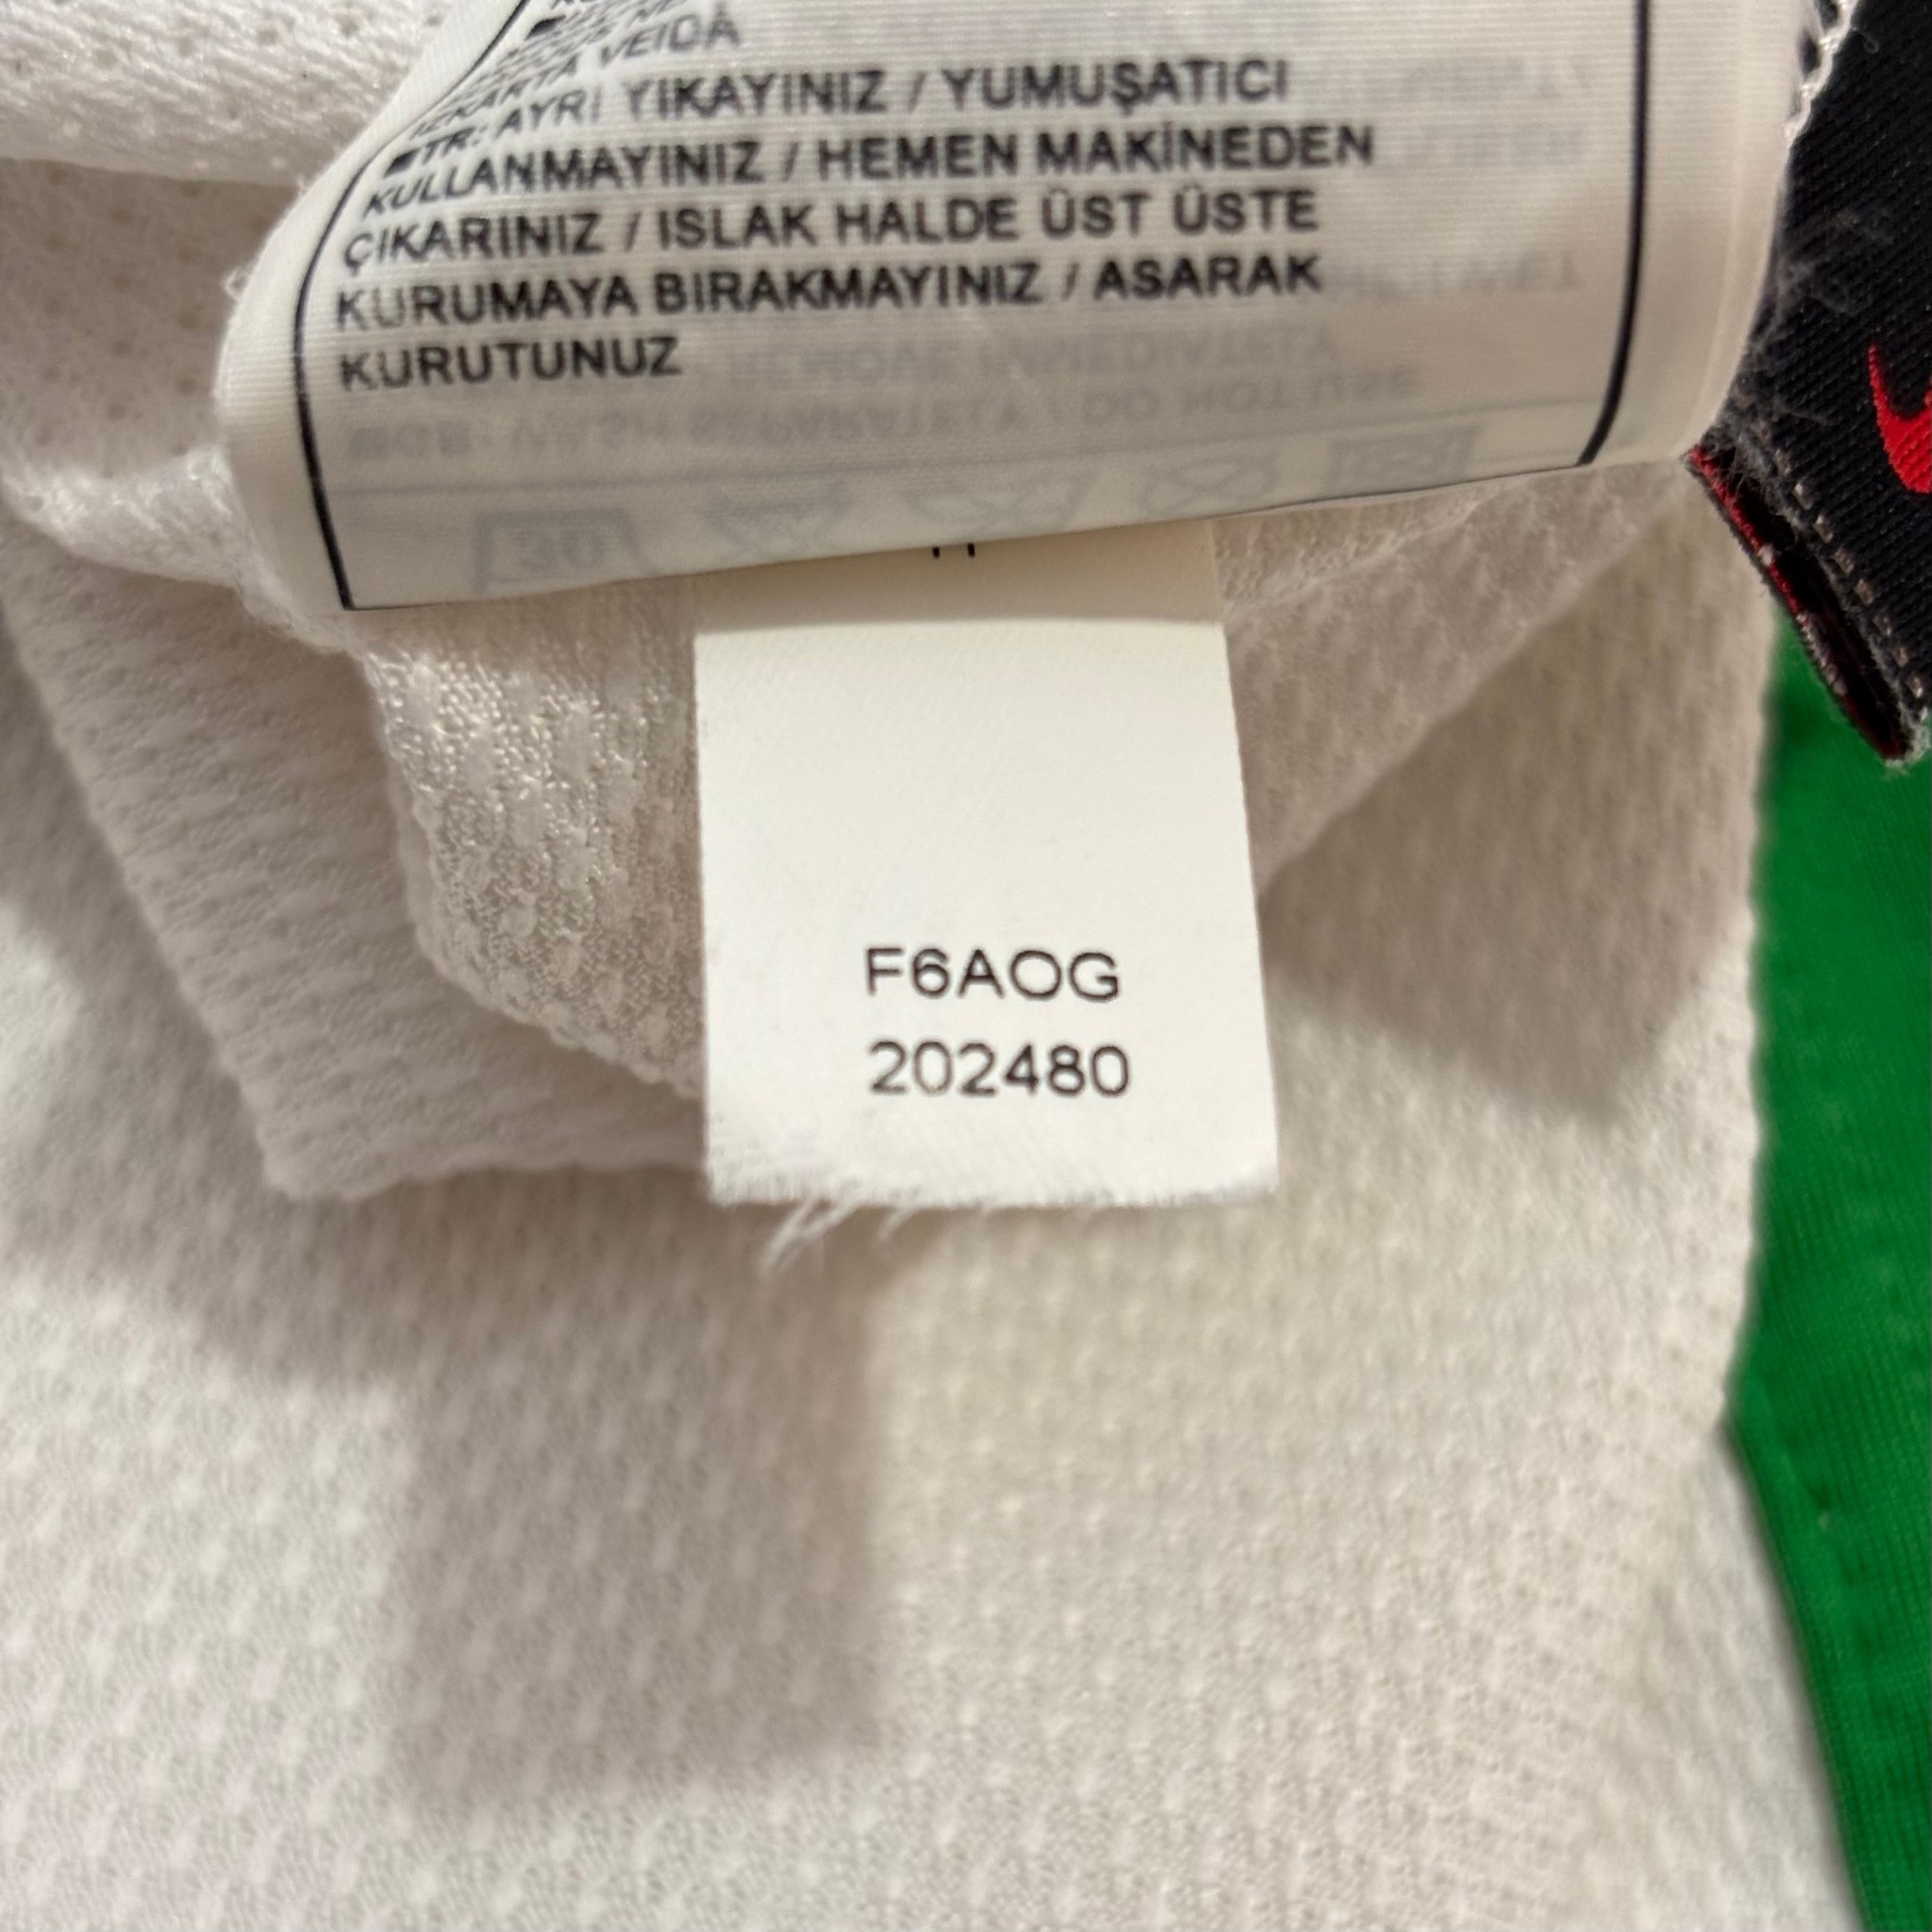 VEIDA
■TR: AYRI YIKAYINIZ / YUMUŞATICI
KULLANMAYINIZ / HEMEN MAKİNEDEN
ÇIKARINIZ / ISLAK HALDE ÜST ÜSTE
KURUMAYA BIRAKMAYINIZ / ASARAK
KURUTUNUZ
F6AOG
202480